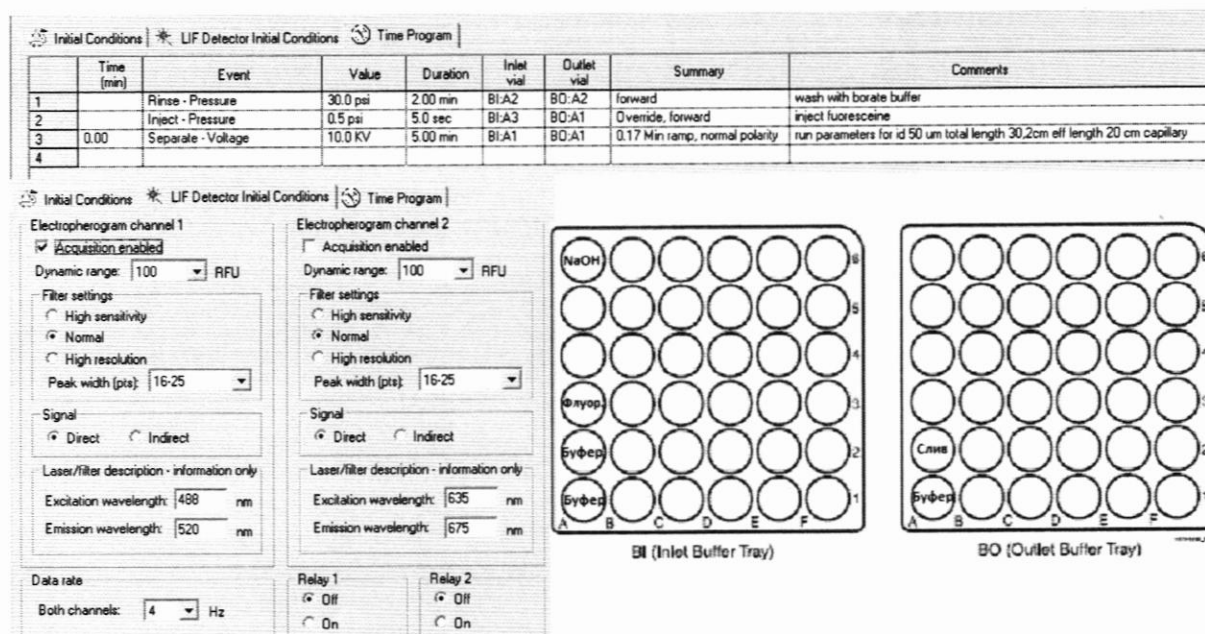 Initial Conditions LIF Detector Initial Conditions Time Program
Time (min) Event Value Duration Inlet vial Outlet vial Summary Comments
1 Rinse - Pressure 30.0 psi 2.00 min BI:A2 BO:A2 forward wash with borate buffer
2 Inject - Pressure 0.5 psi 5.0 sec BI:A3 BO:A1 Override, forward inject fuoresceine
3 0.00 Separate - Voltage 10.0 KV 5.00 min BI:A1 BO:A1 0.17 Min ramp, normal polarity run parameters for id 50 um total length 30,2cm eff length 20 cm capillary
4
Initial Conditions LIF Detector Initial Conditions Time Program
Electropherogram channel 1
Acquisition enabled
Dynamic range: 100 RFU
Filter settings
High sensitivity
Normal
High resolution
Peak width (pts): 16-25
Signal
Direct Indirect
Laser/filter description - information only
Excitation wavelength: 488 nm
Emission wavelength: 520 nm
Electropherogram channel 2
Acquisition enabled
Dynamic range: 100 RFU
Filter settings
High sensitivity
Normal
High resolution
Peak width (pts): 16-25
Signal
Direct Indirect
Laser/filter description - information only
Excitation wavelength: 635 nm
Emission wavelength: 675 nm
Data rate
Both channels: 4 Hz
Relay 1
Off
On
Relay 2
Off
On
NaOH 6
5
4
Флуор. 3
Буфер 2
Буфер 1
A B C D E F
BI (Inlet Buffer Tray)
6
5
4
3
Слив 2
Буфер 1
A B C D E F
BO (Outlet Buffer Tray)